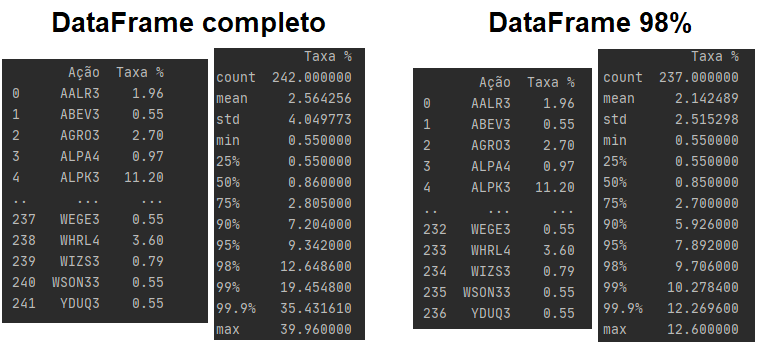 DataFrame completo
Ação Taxa %
0 AALR3 1.96
1 ABEV3 0.55
2 AGRO3 2.70
3 ALPA4 0.97
4 ALPK3 11.20
.. ... ...
237 WEGE3 0.55
238 WHRL4 3.60
239 WIZS3 0.79
240 WSON33 0.55
241 YDUQ3 0.55
Taxa %
count 242.000000
mean 2.564256
std 4.049773
min 0.550000
25% 0.550000
50% 0.860000
75% 2.805000
90% 7.204000
95% 9.342000
98% 12.648600
99% 19.454800
99.9% 35.431610
max 39.960000
DataFrame 98%
Ação Taxa %
0 AALR3 1.96
1 ABEV3 0.55
2 AGRO3 2.70
3 ALPA4 0.97
4 ALPK3 11.20
.. ... ...
232 WEGE3 0.55
233 WHRL4 3.60
234 WIZS3 0.79
235 WSON33 0.55
236 YDUQ3 0.55
Taxa %
count 237.000000
mean 2.142489
std 2.515298
min 0.550000
25% 0.550000
50% 0.850000
75% 2.700000
90% 5.926000
95% 7.892000
98% 9.706000
99% 10.278400
99.9% 12.269600
max 12.600000